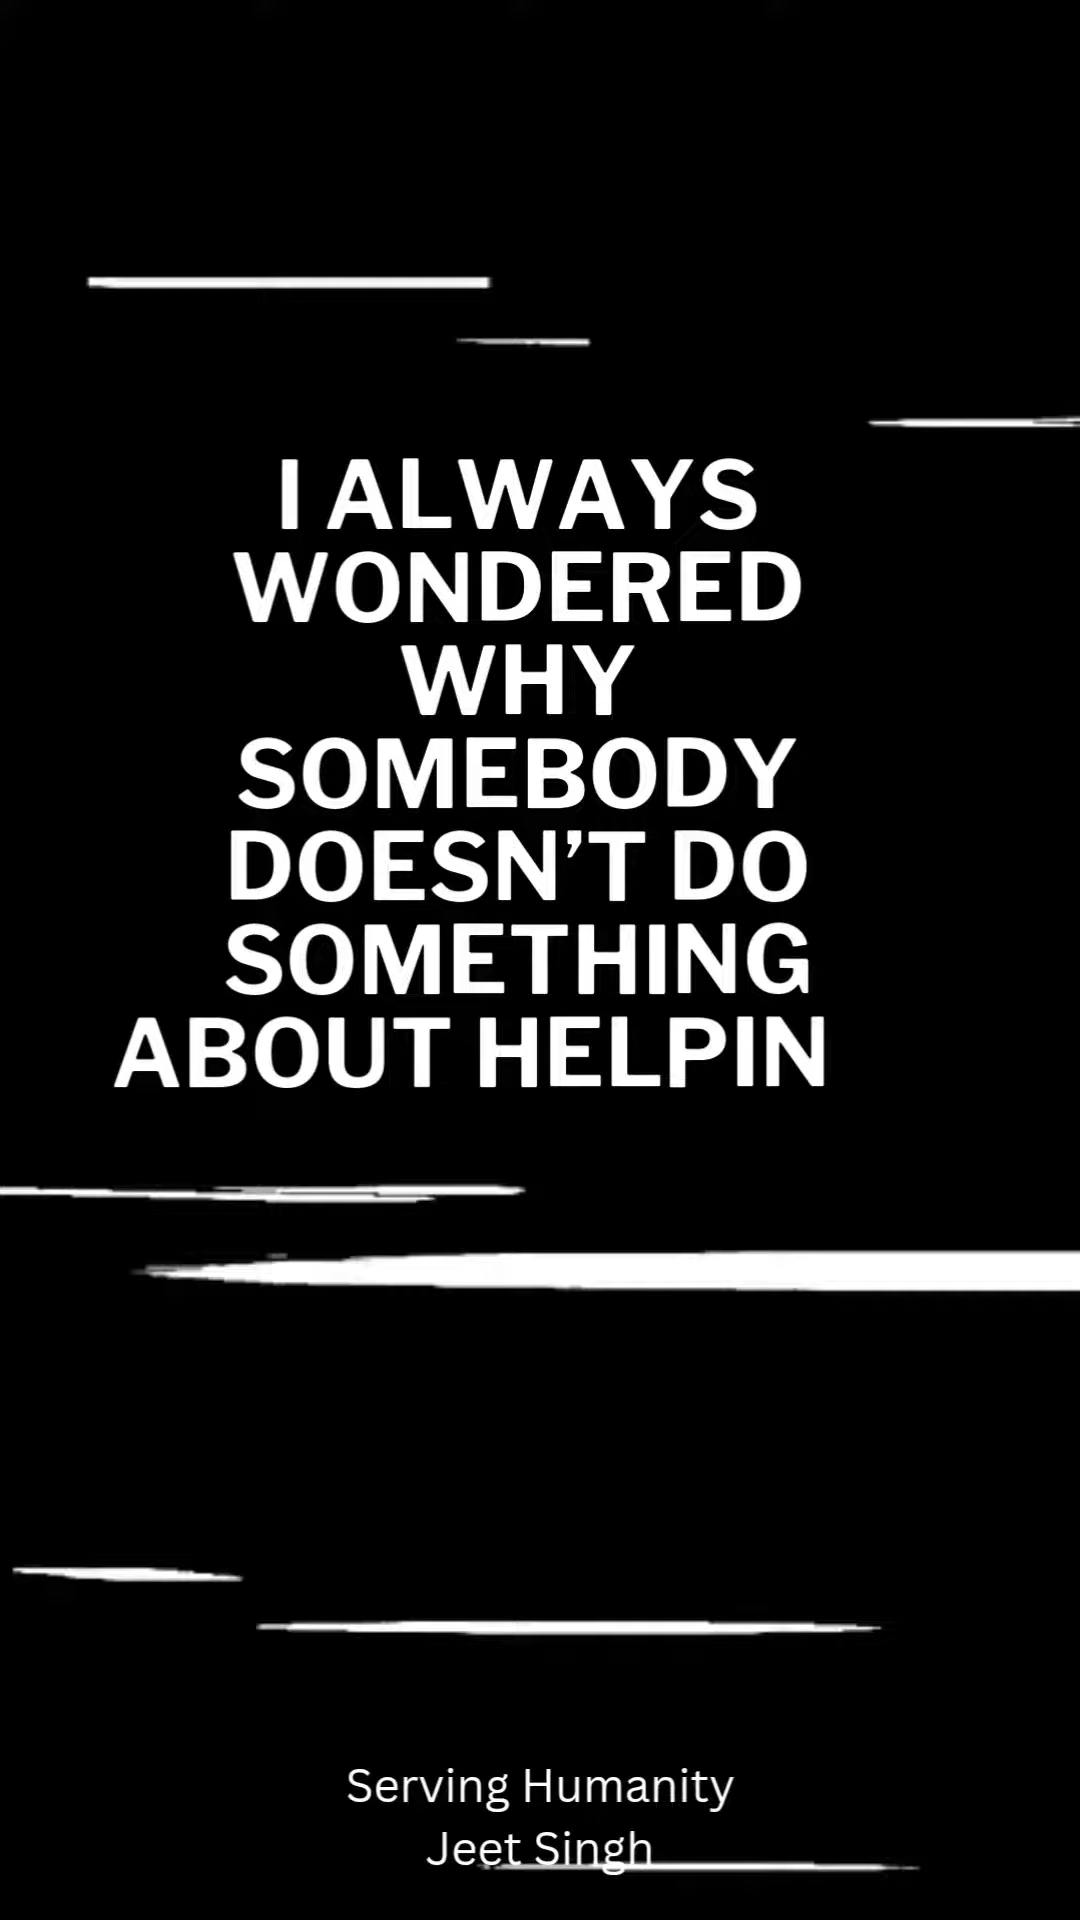 I ALWAYS
WONDERED
WHY
SOMEBODY
DOESN’T DO
SOMETHING
ABOUT HELPIN
Serving Humanity
Jeet Singh